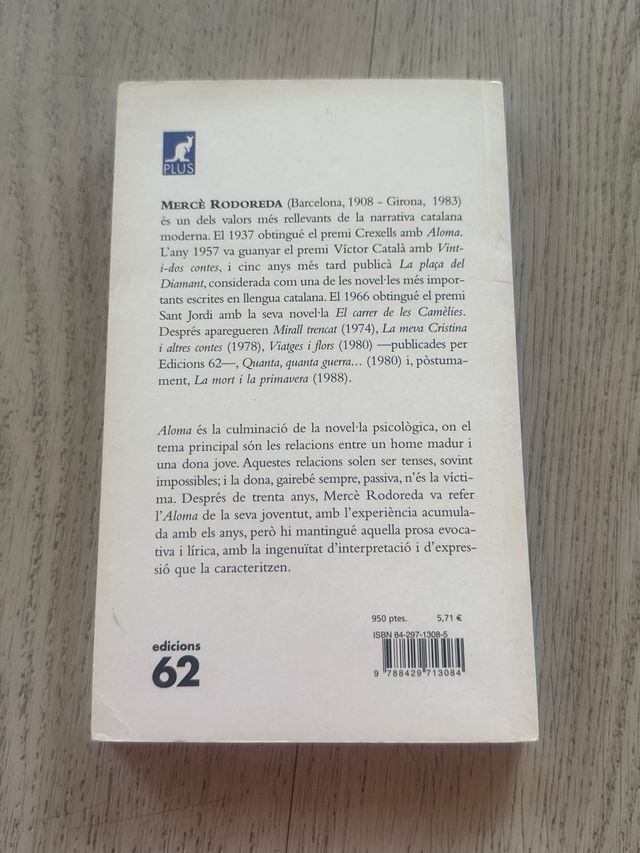 PLUS
MERCÈ RODOREDA (Barcelona, 1908 - Girona, 1983)
és un dels valors més rellevants de la narrativa catalana
moderna. El 1937 obtingué el premi Crexells amb Aloma.
L'any 1957 va guanyar el premi Víctor Català amb Vint-
i-dos contes, i cinc anys més tard publicà La plaça del
Diamant, considerada com una de les novel·les més impor-
tants escrites en llengua catalana. El 1966 obtingué el premi
Sant Jordi amb la seva novel·la El carrer de les Camèlies.
Després aparegueren Mirall trencat (1974), La meva Cristina
i altres contes (1978), Viatges i flors (1980) —publicades per
Edicions 62—, Quanta, quanta guerra... (1980) i, pòstuma-
ment, La mort i la primavera (1988).
Aloma és la culminació de la novel·la psicològica, on el
tema principal són les relacions entre un home madur i
una dona jove. Aquestes relacions solen ser tenses, sovint
impossibles; i la dona, gairebé sempre, passiva, n'és la vícti-
ma. Després de trenta anys, Mercè Rodoreda va refer
l'Aloma de la seva joventut, amb l'experiència acumula-
da amb els anys, però hi mantingué aquella prosa evoca-
tiva i lírica, amb la ingenuïtat d'interpretació i d'expres-
sió que la caracteritzen.
950 ptes. 5,71 €
ISBN 84-297-1308-5
9 788429 713084
edicions
62